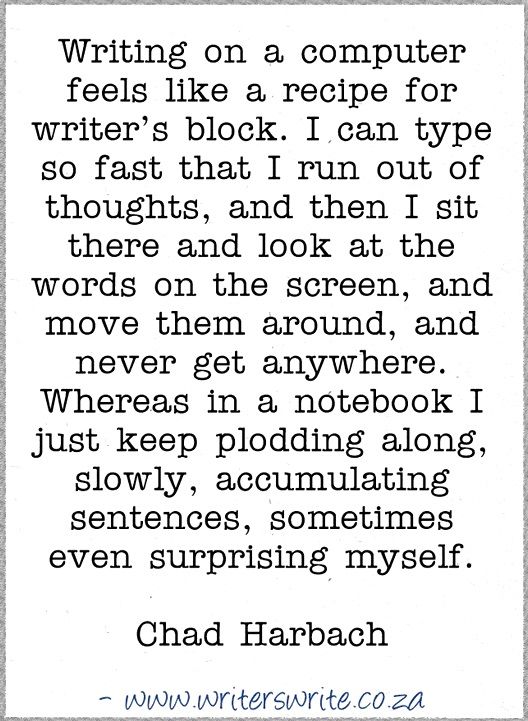 Writing on a computer
feels like a recipe for
writer's block. I can type
so fast that I run out of
thoughts, and then I sit
there and look at the
words on the screen, and
move them around, and
never get anywhere.
Whereas in a notebook I
just keep plodding along,
slowly, accumulating
sentences, sometimes
even surprising myself.
Chad Harbach
- www.writerswrite.co.za